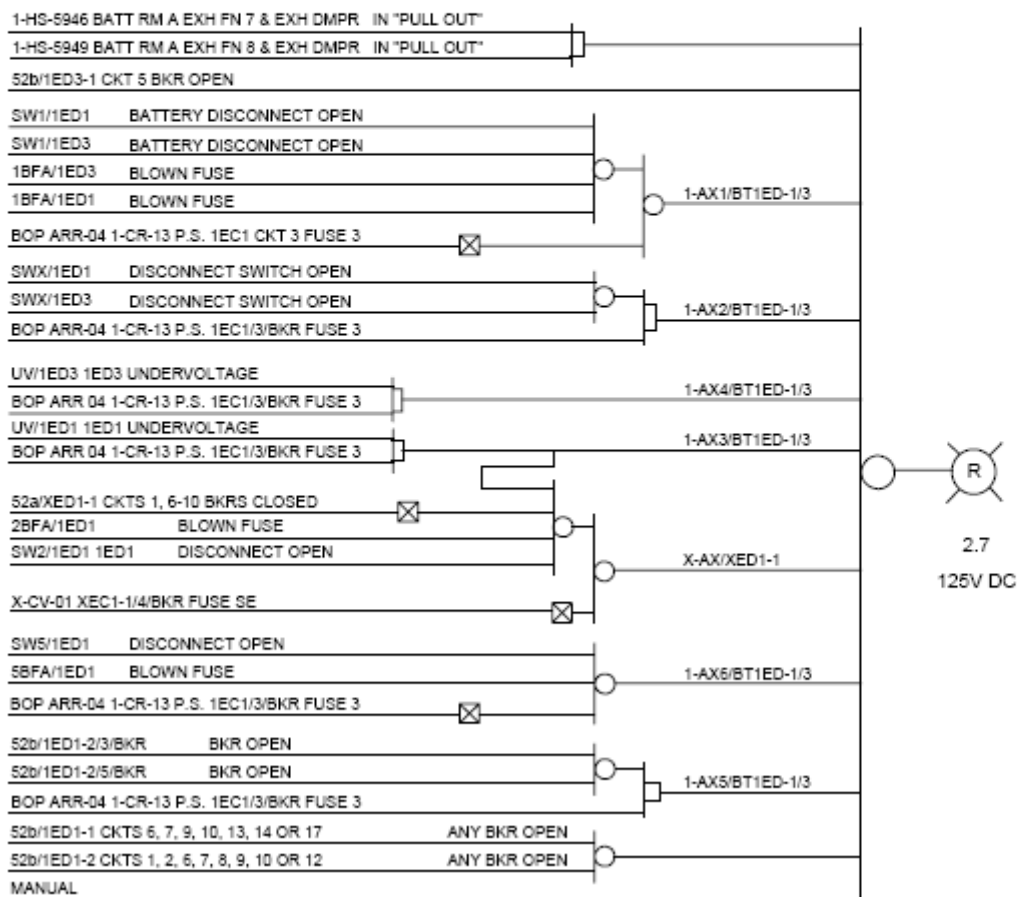 1-HS-5946 BATT RM A EXH FN 7 & EXH DMPR IN "PULL OUT"
1-HS-5949 BATT RM A EXH FN 8 & EXH DMPR IN "PULL OUT"
52b/1ED3-1 CKT 5 BKR OPEN
SW1/1ED1 BATTERY DISCONNECT OPEN
SW1/1ED3 BATTERY DISCONNECT OPEN
1BFA/1ED3 BLOWN FUSE
1BFA/1ED1 BLOWN FUSE
1-AX1/BT1ED-1/3
BOP ARR-04 1-CR-13 P.S. 1EC1 CKT 3 FUSE 3
SWX/1ED1 DISCONNECT SWITCH OPEN
SWX/1ED3 DISCONNECT SWITCH OPEN
1-AX2/BT1ED-1/3
BOP ARR-04 1-CR-13 P.S. 1EC1/3/BKR FUSE 3
UV/1ED3 1ED3 UNDERVOLTAGE
1-AX4/BT1ED-1/3
BOP ARR 04 1-CR-13 P.S. 1EC1/3/BKR FUSE 3
UV/1ED1 1ED1 UNDERVOLTAGE
1-AX3/BT1ED-1/3
BOP ARR 04 1-CR-13 P.S. 1EC1/3/BKR FUSE 3
R
52a/XED1-1 CKTS 1, 6-10 BKRS CLOSED
2BFA/1ED1 BLOWN FUSE
SW2/1ED1 1ED1 DISCONNECT OPEN
2.7
X-AX/XED1-1
125V DC
X-CV-01 XEC1-1/4/BKR FUSE SE
SW5/1ED1 DISCONNECT OPEN
5BFA/1ED1 BLOWN FUSE
1-AX6/BT1ED-1/3
BOP ARR-04 1-CR-13 P.S. 1EC1/3/BKR FUSE 3
52b/1ED1-2/3/BKR BKR OPEN
52b/1ED1-2/5/BKR BKR OPEN
1-AX5/BT1ED-1/3
BOP ARR-04 1-CR-13 P.S. 1EC1/3/BKR FUSE 3
52b/1ED1-1 CKTS 6, 7, 9, 10, 13, 14 OR 17 ANY BKR OPEN
52b/1ED1-2 CKTS 1, 2, 6, 7, 8, 9, 10 OR 12 ANY BKR OPEN
MANUAL